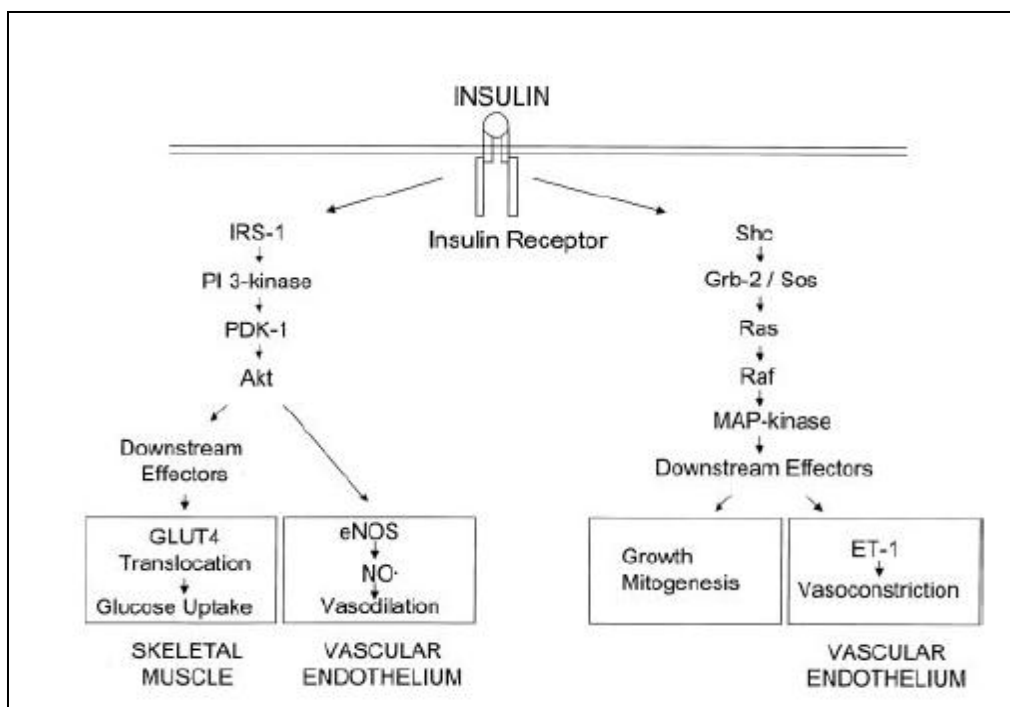 INSULIN
Insulin Receptor
IRS-1
PI 3-kinase
PDK-1
Akt
Downstream
Effectors
GLUT4
Translocation
Glucose Uptake
SKELETAL
MUSCLE
eNOS
NO·
Vasodilation
VASCULAR
ENDOTHELIUM
Shc
Grb-2 / Sos
Ras
Raf
MAP-kinase
Downstream Effectors
Growth
Mitogenesis
ET-1
Vasoconstriction
VASCULAR
ENDOTHELIUM